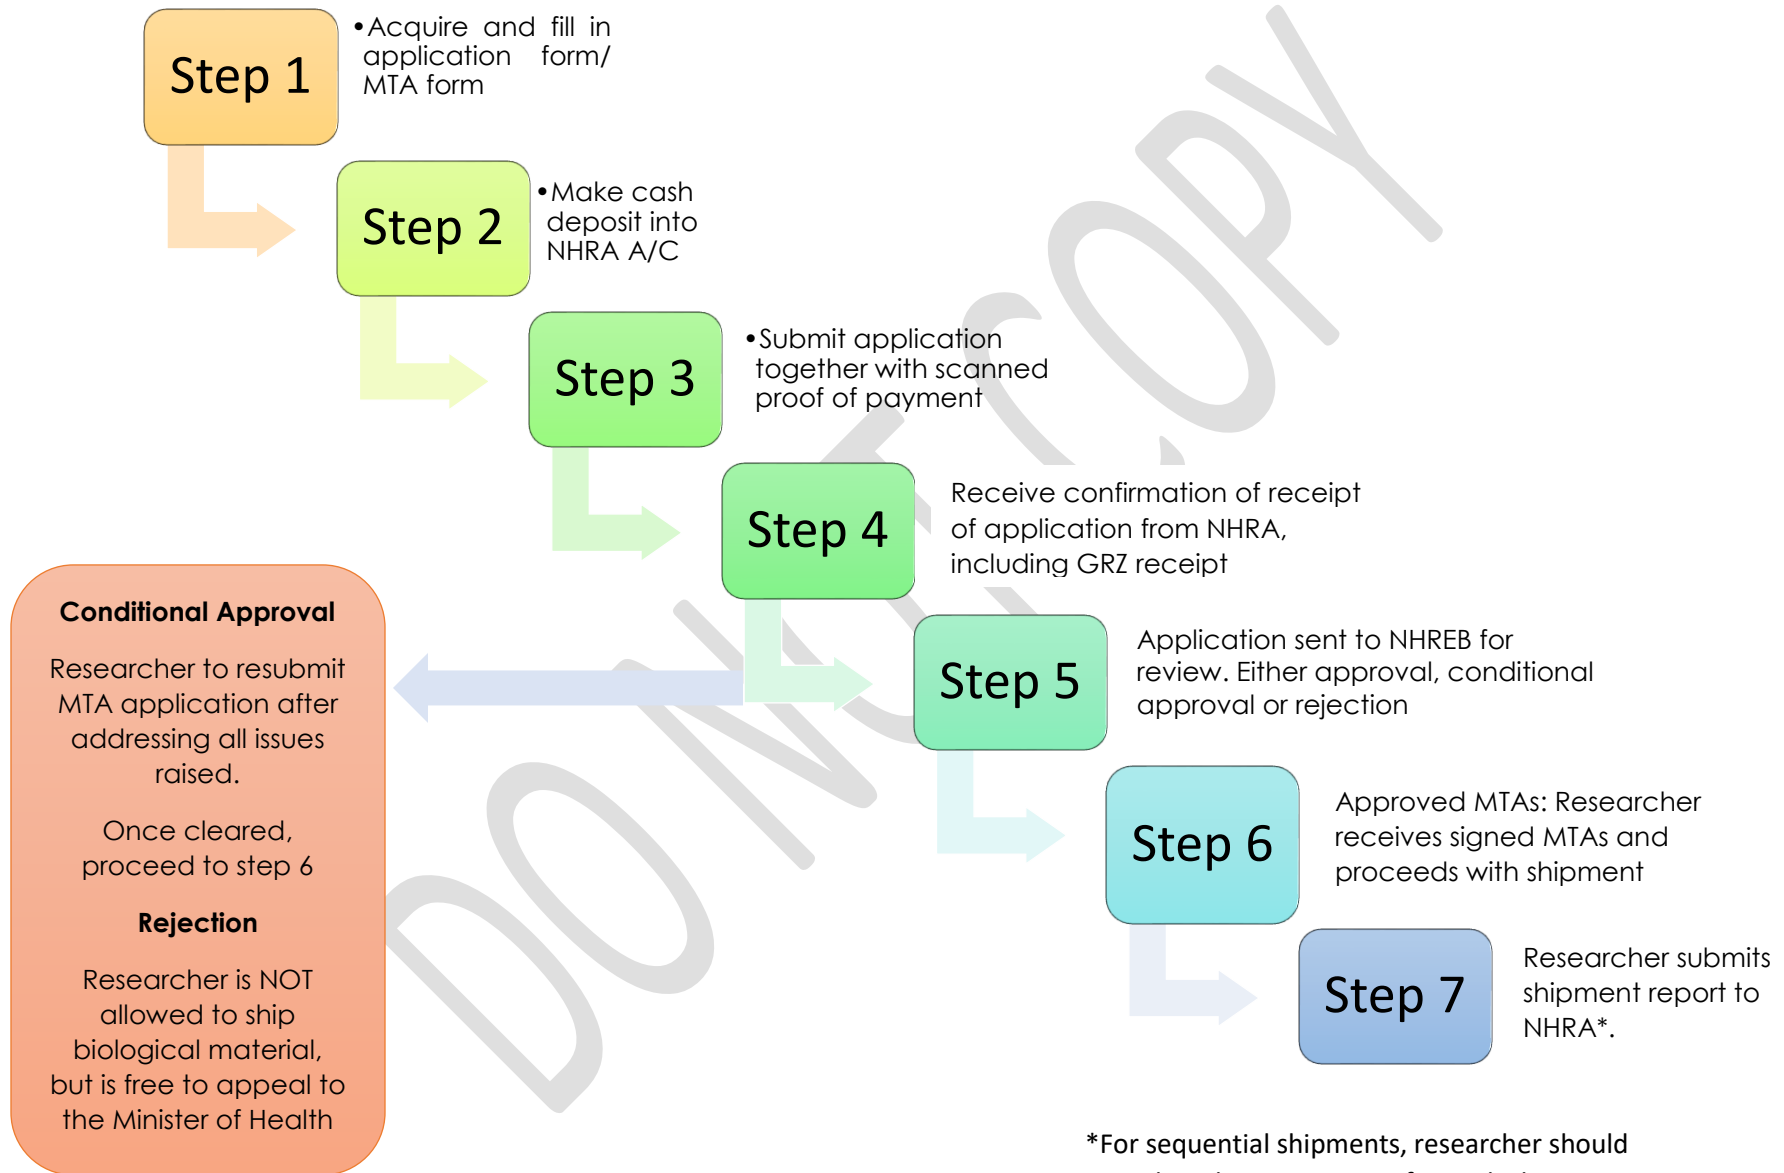 Step 1
•Acquire and fill in
application form/
MTA form
Step 2
•Make cash
deposit into
NHRA A/C
Step 3
•Submit application
together with scanned
proof of payment
Step 4
Receive confirmation of receipt
of application from NHRA,
including GRZ receipt
Step 5
Application sent to NHREB for
review. Either approval, conditional
approval or rejection
Step 6
Approved MTAs: Researcher
receives signed MTAs and
proceeds with shipment
Step 7
Researcher submits
shipment report to
NHRA*.
Conditional Approval
Researcher to resubmit
MTA application after
addressing all issues
raised.
Once cleared,
proceed to step 6
Rejection
Researcher is NOT
allowed to ship
biological material,
but is free to appeal to
the Minister of Health
*For sequential shipments, researcher should
DO NOT COPY